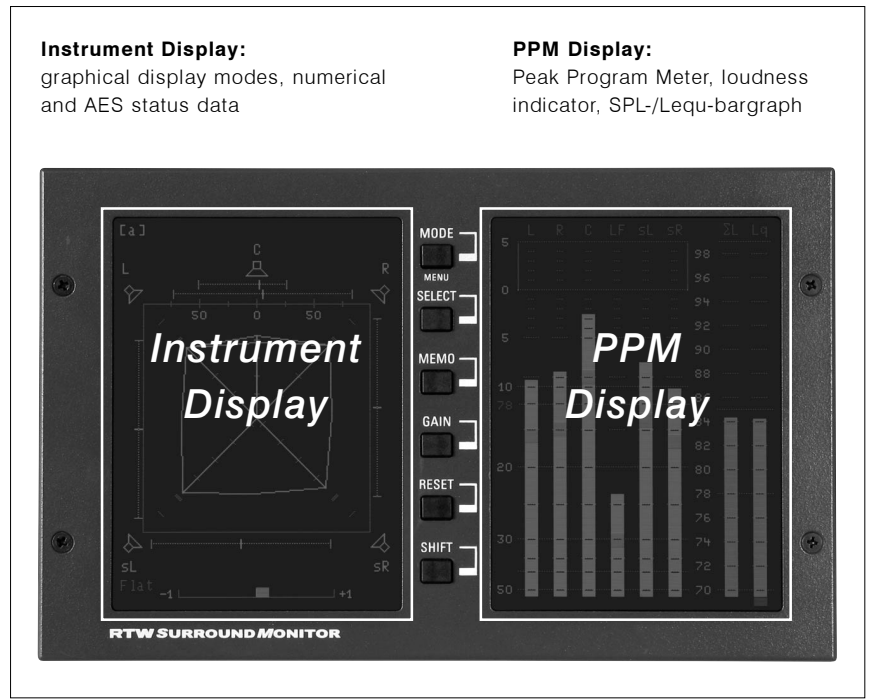 Instrument Display:
graphical display modes, numerical
and AES status data
PPM Display:
Peak Program Meter, loudness
indicator, SPL-/Lequ-bargraph
[a]
C
L
R
50 0 50
Instrument
Display
sL
sR
Flat
-1
+1
MODE
MENU
SELECT
MEMO
GAIN
RESET
SHIFT
L R C LF sL sR ΣL Lq
5
0
5
10
78
20
30
50
98
96
94
92
90
88
84
82
80
78
76
74
72
70
PPM
Display
RTW SURROUND MONITOR